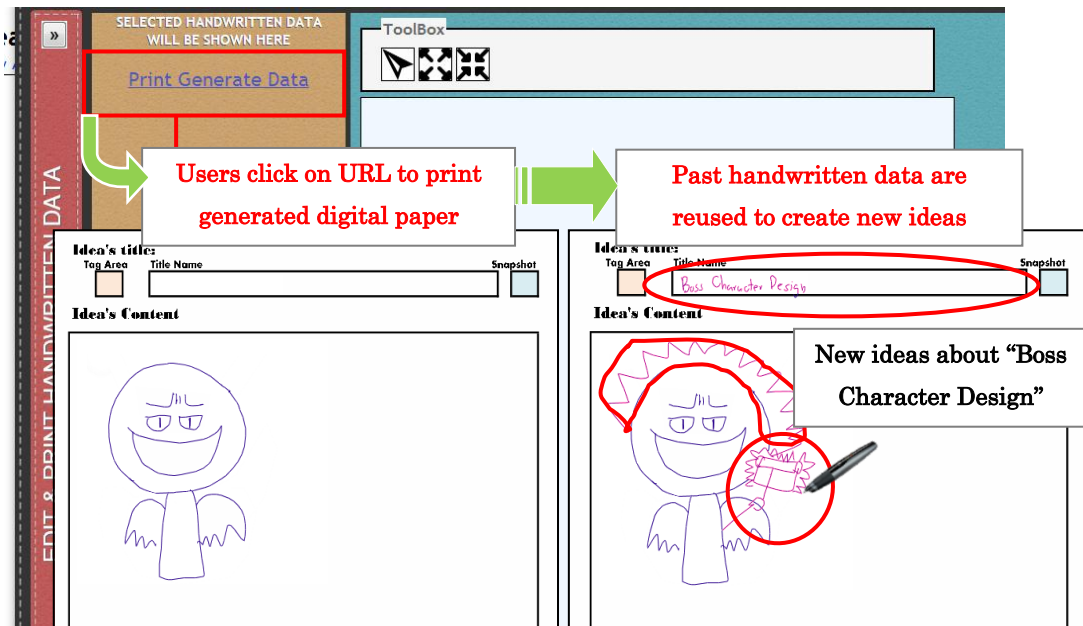 SELECTED HANDWRITTEN DATA
WILL BE SHOWN HERE
»
Print Generate Data
ToolBox
EDIT & PRINT HANDWRITTEN DATA
Users click on URL to print
generated digital paper
Past handwritten data are
reused to create new ideas
Idea's title:
Tag Area
Title Name
Snapshot
Idea's Content
Idea's title:
Tag Area
Title Name
Snapshot
Boss Character Design
Idea's Content
New ideas about “Boss
Character Design”